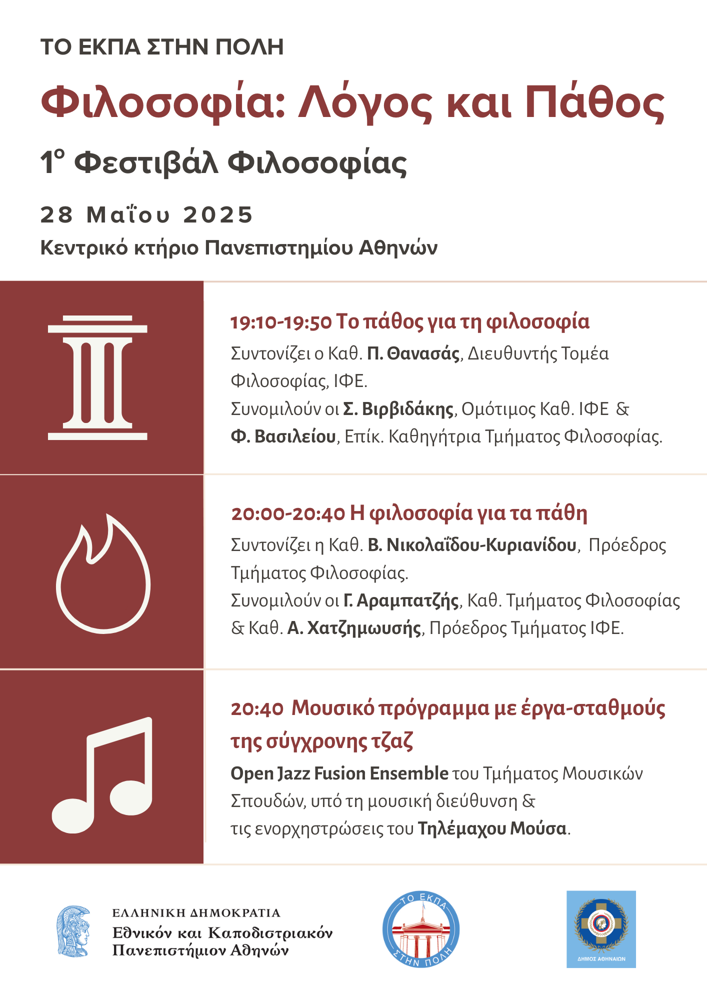 ΤΟ ΕΚΠΑ ΣΤΗΝ ΠΟΛΗ
Φιλοσοφία: Λόγος και Πάθος
1ο Φεστιβάλ Φιλοσοφίας
28 Μαΐου 2025
Κεντρικό κτήριο Πανεπιστημίου Αθηνών
19:10-19:50 Το πάθος για τη φιλοσοφία
Συντονίζει ο Καθ. Π. Θανασάς, Διευθυντής Τομέα
Φιλοσοφίας, ΙΦΕ.
Συνομιλούν οι Σ. Βιρβιδάκης, Ομότιμος Καθ. ΙΦΕ &
Φ. Βασιλείου, Επίκ. Καθηγήτρια Τμήματος Φιλοσοφίας.
20:00-20:40 Η φιλοσοφία για τα πάθη
Συντονίζει η Καθ. Β. Νικολαΐδου-Κυριανίδου, Πρόεδρος
Τμήματος Φιλοσοφίας.
Συνομιλούν οι Γ. Αραμπατζής, Καθ. Τμήματος Φιλοσοφίας
& Καθ. Α. Χατζημωυσής, Πρόεδρος Τμήματος ΙΦΕ.
20:40 Μουσικό πρόγραμμα με έργα-σταθμούς
της σύγχρονης τζαζ
Open Jazz Fusion Ensemble του Τμήματος Μουσικών
Σπουδών, υπό τη μουσική διεύθυνση &
τις ενορχηστρώσεις του Τηλέμαχου Μούσα.
ΕΛΛΗΝΙΚΗ ΔΗΜΟΚΡΑΤΙΑ
Εθνικόν και Καποδιστριακόν
Πανεπιστήμιον Αθηνών
ΤΟ ΕΚΠΑ
ΣΤΗΝ ΠΟΛΗ
ΔΗΜΟΣ ΑΘΗΝΑΙΩΝ